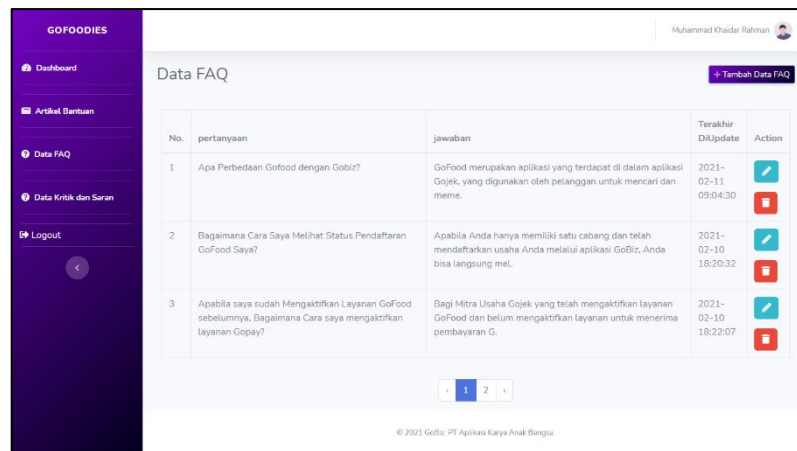 GOFOODIES
Muhammad Khaidar Rahman
Dashboard
Artikel Bantuan
Data FAQ
Data Kritik dan Saran
Logout
Data FAQ
+ Tambah Data FAQ
No. pertanyaan jawaban Terakhir DiUpdate Action
1 Apa Perbedaan Gofood dengan Gobiz? GoFood merupakan aplikasi yang terdapat di dalam aplikasi 2021-
Gojek, yang digunakan oleh pelanggan untuk mencari dan 02-11
meme. 09:04:30
2 Bagaimana Cara Saya Melihat Status Pendaftaran Apabila Anda hanya memiliki satu cabang dan telah 2021-
GoFood Saya? mendaftarkan usaha Anda melalui aplikasi GoBiz, Anda 02-10
bisa langsung mel. 18:20:32
3 Apabila saya sudah Mengaktifkan Layanan GoFood Bagi Mitra Usaha Gojek yang telah mengaktifkan layanan 2021-
sebelumnya, Bagaimana Cara saya mengaktifkan GoFood dan belum mengaktifkan layanan untuk menerima 02-10
layanan Gopay? pembayaran G. 18:22:07
‹ 1 2 ›
© 2021 GoBiz. PT Aplikasi Karya Anak Bangsa